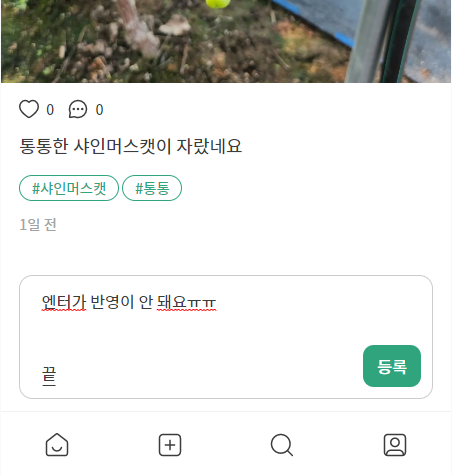 0 0
통통한 샤인머스캣이 자랐네요
#샤인머스캣 #통통
1일 전
엔터가 반영이 안 돼요ㅠㅠ
끝
등록